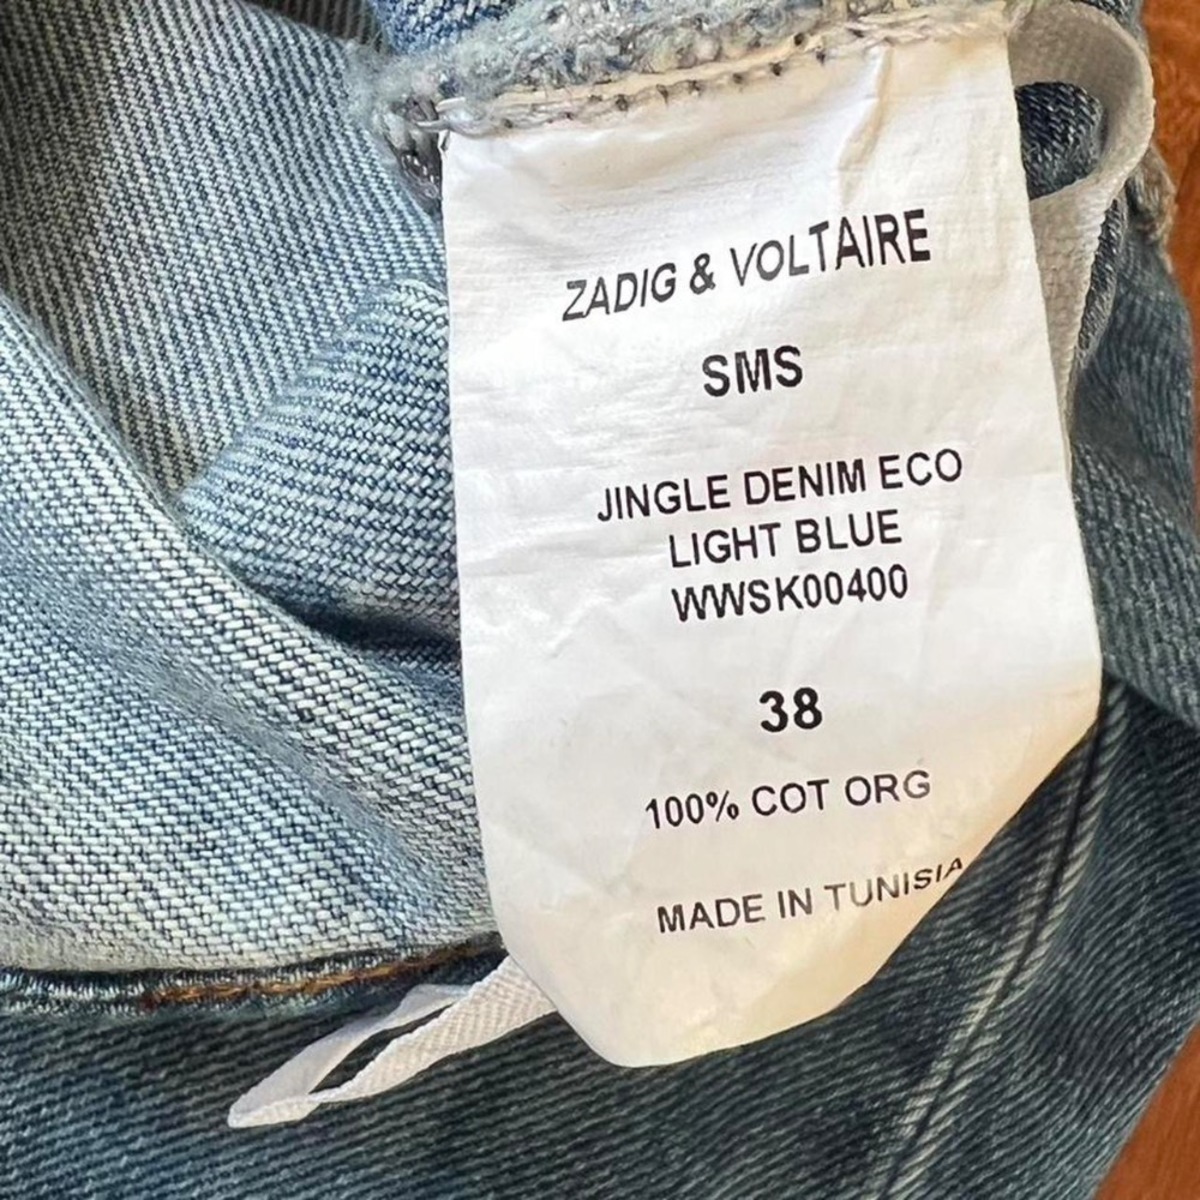 ZADIG & VOLTAIRE
SMS
JINGLE DENIM ECO
LIGHT BLUE
WWSK00400
38
100% COT ORG
MADE IN TUNISIA